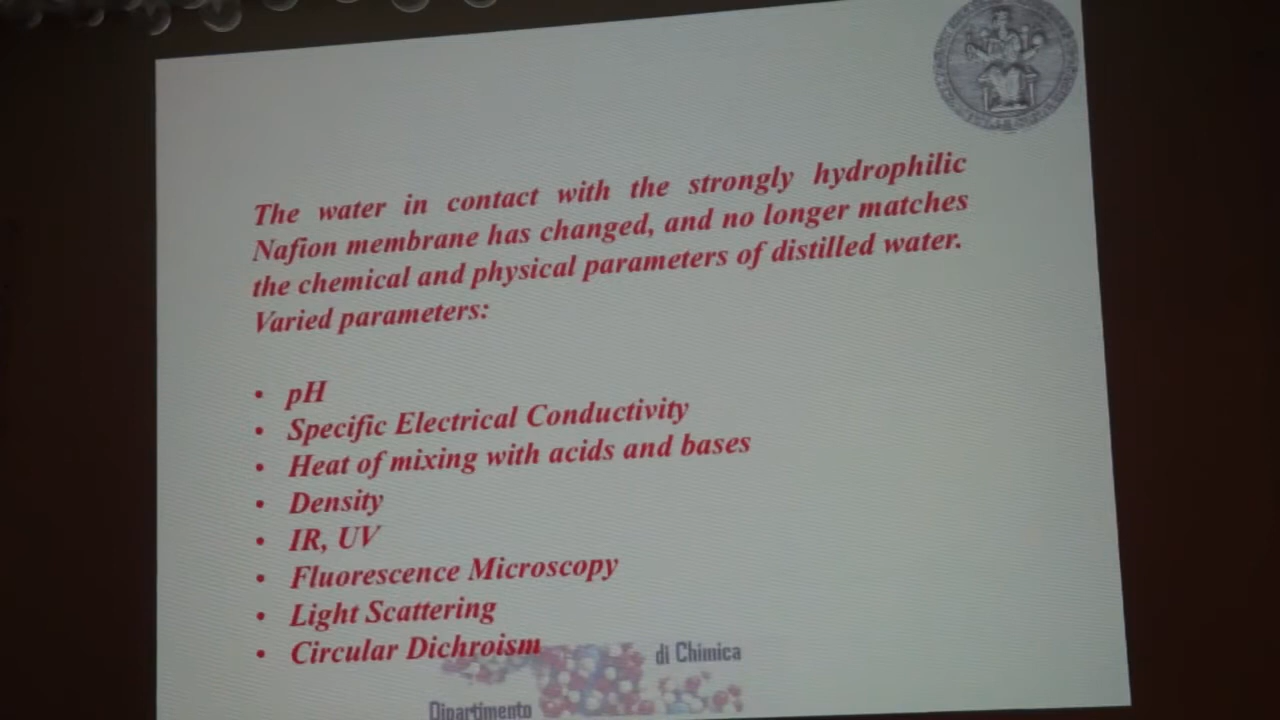 The water in contact with the strongly hydrophilic
Nafion membrane has changed, and no longer matches
the chemical and physical parameters of distilled water.
Varied parameters:
• pH
• Specific Electrical Conductivity
• Heat of mixing with acids and bases
• Density
• IR, UV
• Fluorescence Microscopy
• Light Scattering
• Circular Dichroism
di Chimica
Dipartimento